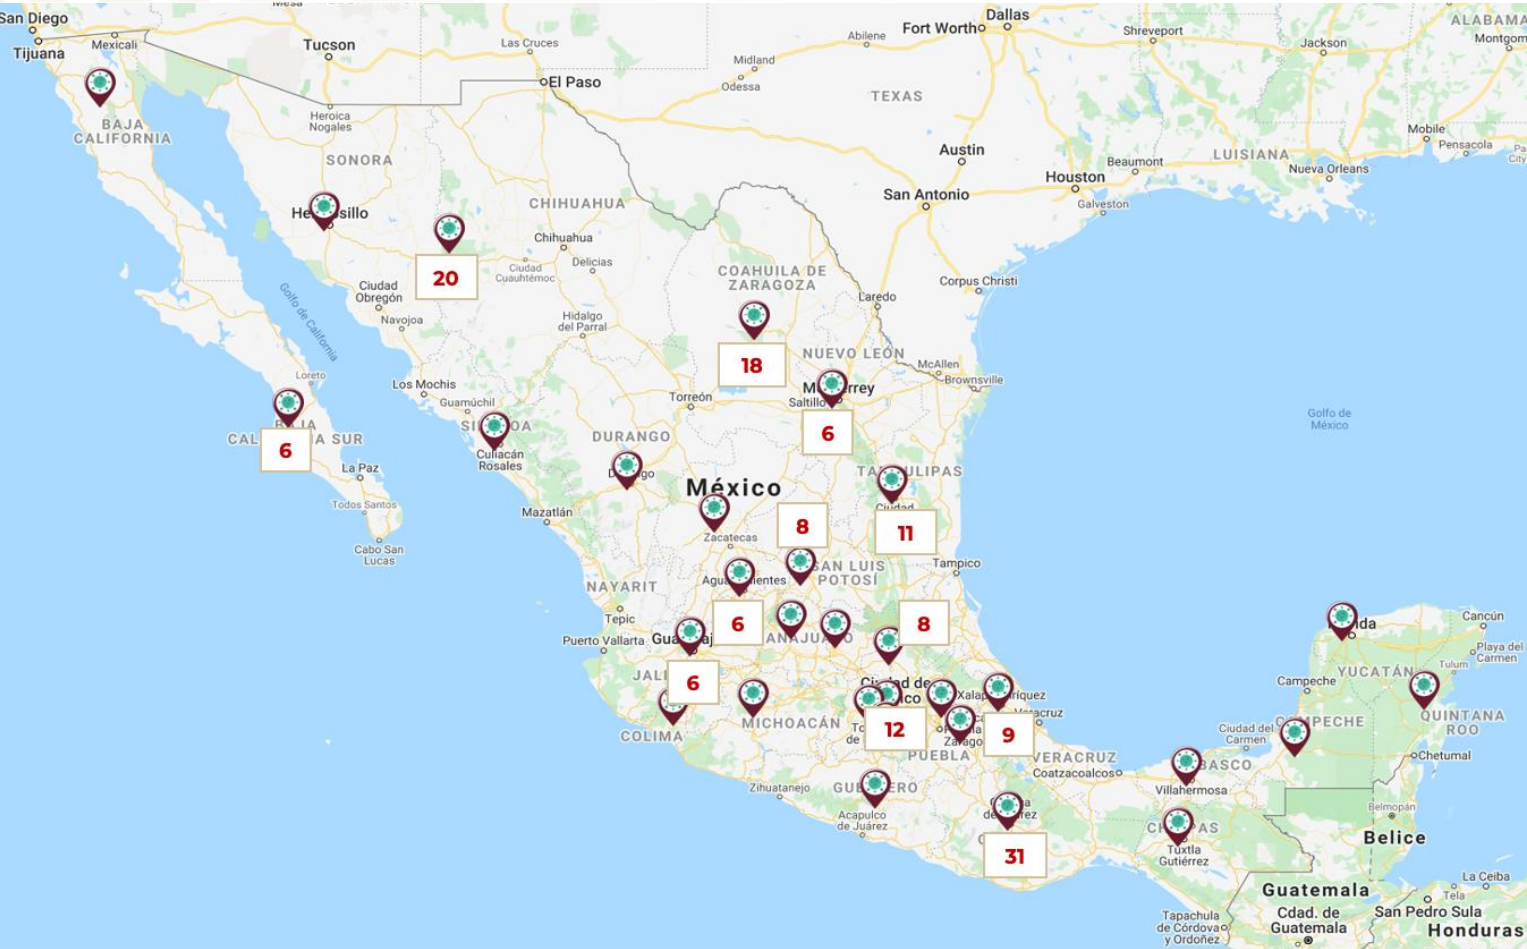 Mesa
San Diego
Tijuana
Mexicali
Tucson
Las Cruces
El Paso
Abilene
Fort Worth
Dallas
Shreveport
Jackson
ALABAMA
Midland
Odessa
TEXAS
BAJA
CALIFORNIA
Heroica
Nogales
SONORA
CHIHUAHUA
Chihuahua
Ciudad
Cuauhtémoc
Delicias
Austin
San Antonio
Houston
Beaumont
Galveston
LUISIANA
Nueva Orleans
Mobile
Pensacola
20
Ciudad
Obregón
Navojoa
Golfo de California
Hidalgo
del Parral
COAHUILA DE
ZARAGOZA
Laredo
Corpus Christi
18
NUEVO LEÓN
McAllen
Brownsville
Saltillo
6
Loreto
Los Mochis
Guamúchil
Torreón
6
La Paz
Todos Santos
Cabo San
Lucas
Culiacán
Rosales
DURANGO
Mazatlán
México
Zacatecas
Golfo de
México
Ciudad
11
8
SAN LUIS
POTOSÍ
Tampico
NAYARIT
Tepic
Puerto Vallarta
6
8
6
COLIMA
MICHOACÁN
12
9
PUEBLA
VERACRUZ
Coatzacoalcos
Zihuatanejo
Acapulco
de Juárez
31
Villahermosa
Tuxtla
Gutiérrez
Ciudad del
Carmen
Campeche
YUCATÁN
Cancún
Playa del
Carmen
Tulum
QUINTANA
ROO
Chetumal
Belmopán
Belice
Guatemala
Cdad. de
Guatemala
Tapachula
de Córdova
y Ordoñez
La Ceiba
Tela
San Pedro Sula
Honduras